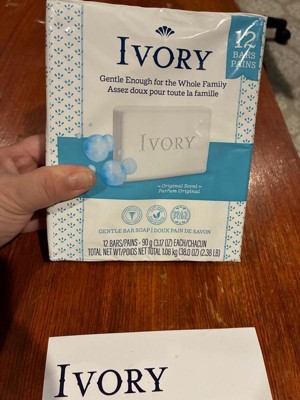 IVORY
12
BARS
PAINS
Gentle Enough for the Whole Family
Assez doux pour toute la famille
IVORY
~ Original Scent ~
Parfum Original
GENTLE BAR SOAP | DOUX PAIN DE SAVON
12 BARS/PAINS - 90 g (3.17 OZ) EACH/CHACUN
TOTAL NET WT/POIDS NET TOTAL 1.08 kg (38.0 OZ) (2.38 LB)
IVORY